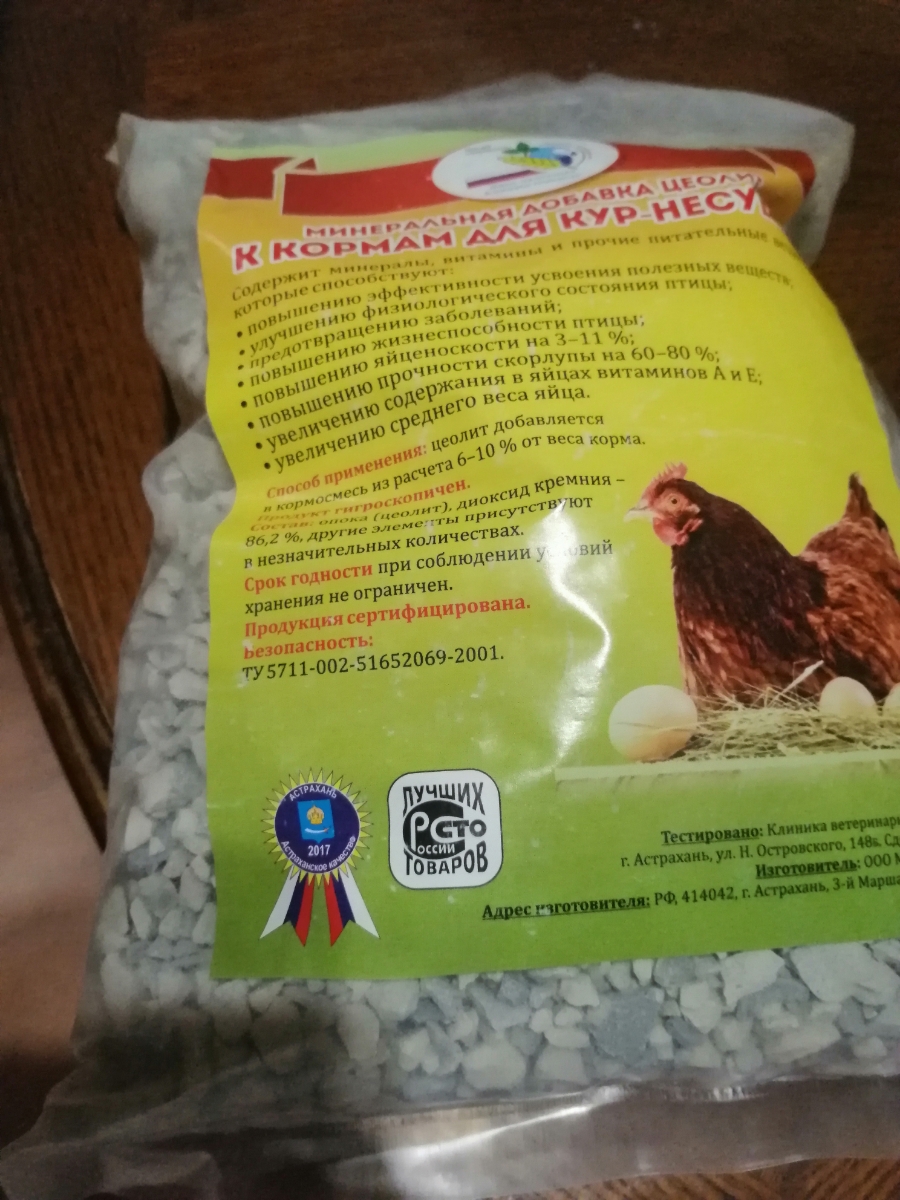 МИНЕРАЛЬНАЯ ДОБАВКА ЦЕОЛИ
К КОРМАМ ДЛЯ КУР-НЕСУ
Содержит минералы, витамины и прочие питательные
которые способствуют:
• повышению эффективности усвоения полезных веществ;
• улучшению физиологического состояния птицы;
• предотвращению заболеваний;
• повышению жизнеспособности птицы;
• повышению яйценоскости на 3–11 %;
• повышению прочности скорлупы на 60–80 %;
• увеличению содержания в яйцах витаминов А и Е;
• увеличению среднего веса яйца.
Способ применения: цеолит добавляется
в кормосмесь из расчета 6–10 % от веса корма.
Продукт гигроскопичен.
Состав: опока (цеолит), диоксид кремния –
86,2 %, другие элементы присутствуют
в незначительных количествах.
Срок годности при соблюдении условий
хранения не ограничен.
Продукция сертифицирована.
Безопасность:
ТУ 5711-002-51652069-2001.
АСТРАХАНЬ
2017
Астраханское качество
ЛУЧШИХ
СТО
РОССИИ
ТОВАРОВ
Тестировано: Клиника ветеринар
г. Астрахань, ул. Н. Островского, 148к. Сд
Изготовитель: ООО М
Адрес изготовителя: РФ, 414042, г. Астрахань, 3-й Марша